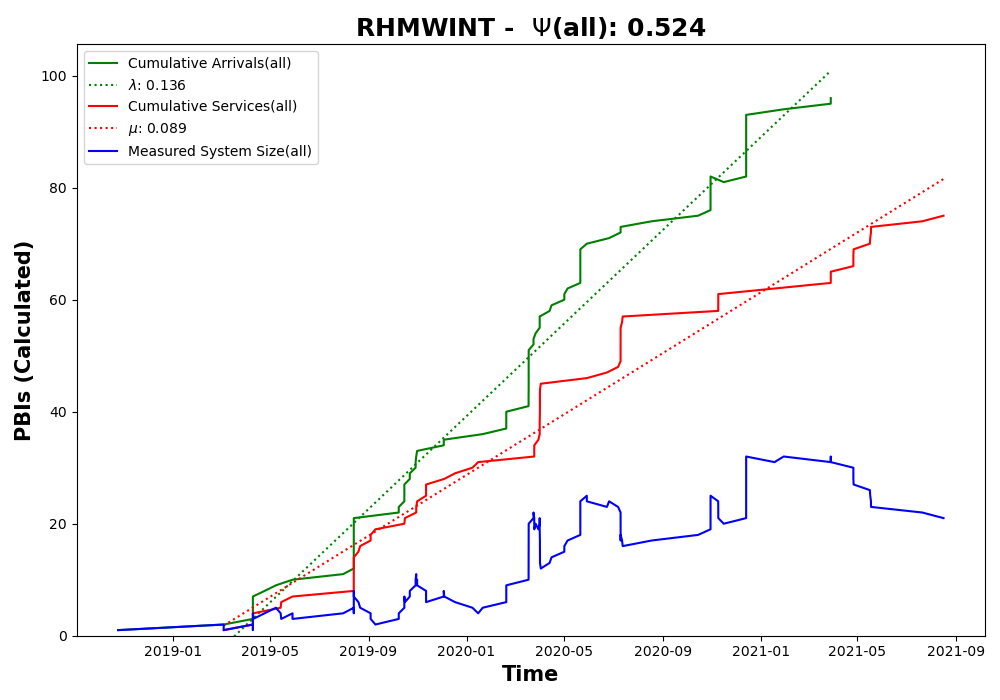 RHMWINT - Ψ(all): 0.524
Cumulative Arrivals(all)
λ: 0.136
Cumulative Services(all)
μ: 0.089
Measured System Size(all)
PBIs (Calculated)
100
80
60
40
20
0
2019-01 2019-05 2019-09 2020-01 2020-05 2020-09 2021-01 2021-05 2021-09
Time